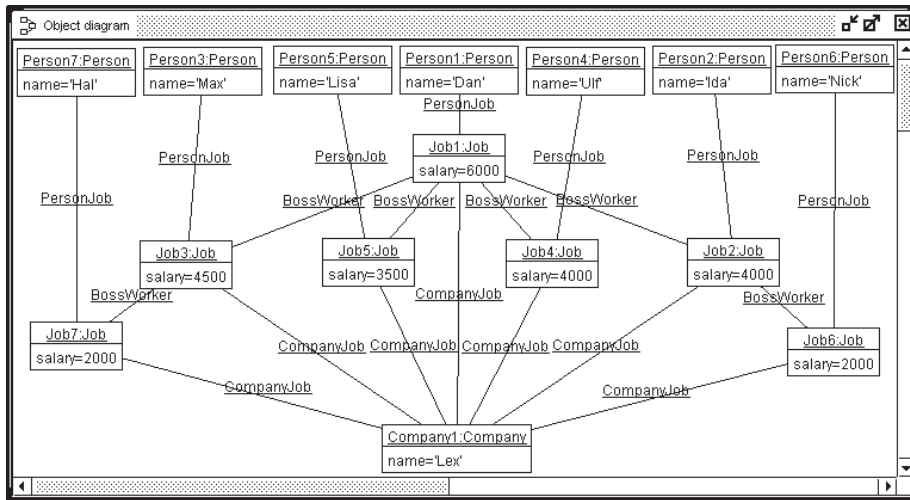 Object diagram
Person7:Person
name='Hal'
Person3:Person
name='Max'
Person5:Person
name='Lisa'
Person1:Person
name='Dan'
Person4:Person
name='Ulf'
Person2:Person
name='Ida'
Person6:Person
name='Nick'
PersonJob
Job1:Job
salary=6000
PersonJob
PersonJob
PersonJob
PersonJob
PersonJob
PersonJob
BossWorker
BossWorker
BossWorker
BossWorker
Job3:Job
salary=4500
Job5:Job
salary=3500
Job4:Job
salary=4000
Job2:Job
salary=4000
BossWorker
CompanyJob
BossWorker
Job7:Job
salary=2000
Job6:Job
salary=2000
CompanyJob
CompanyJob
CompanyJob
CompanyJob
CompanyJob
CompanyJob
Company1:Company
name='Lex'